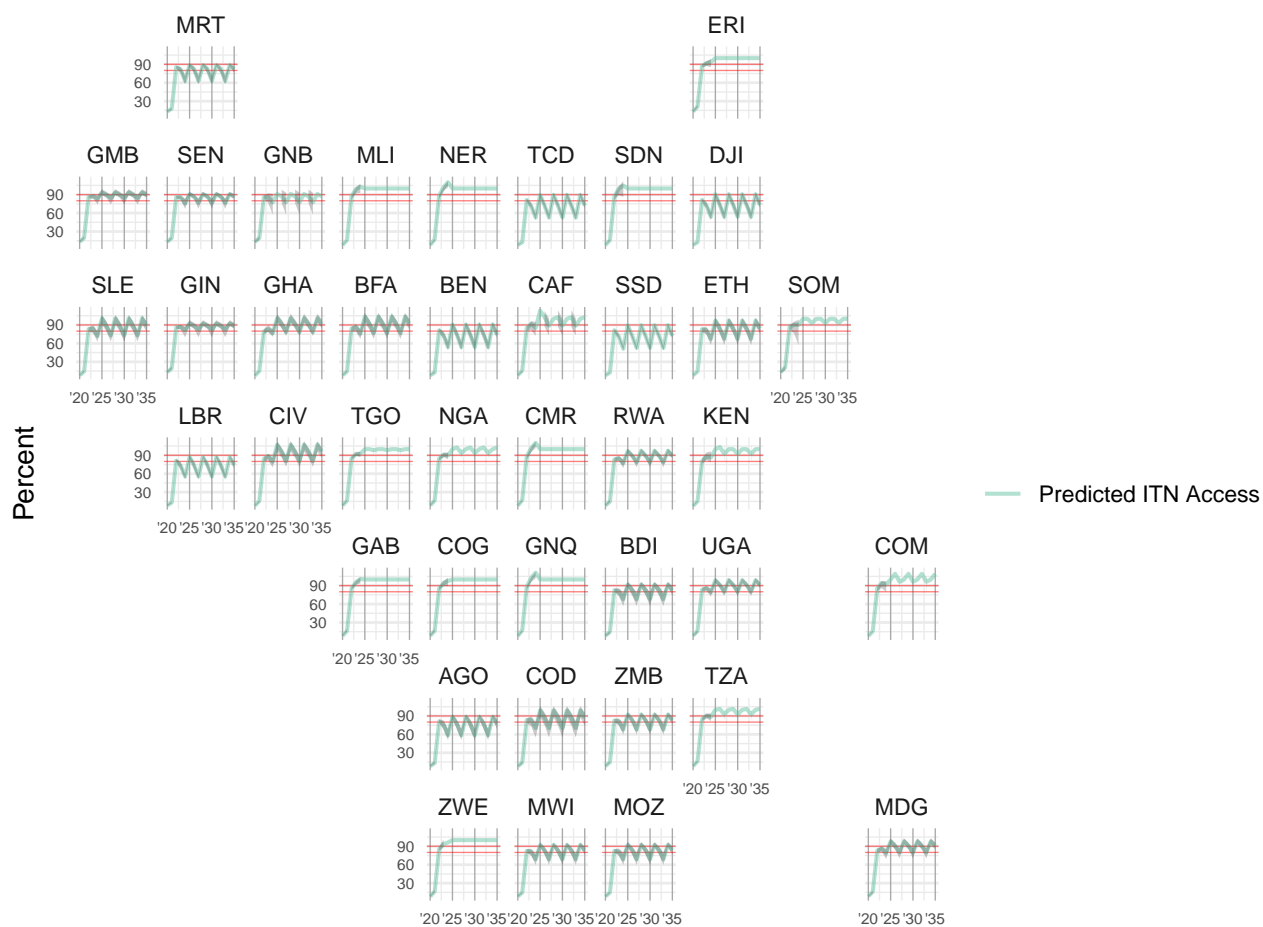 MRT ERI
90
60
30
GMB SEN GNB MLI NER TCD SDN DJI
90
60
30
SLE GIN GHA BFA BEN CAF SSD ETH SOM
90
60
30
'20 '25 '30 '35 '20 '25 '30 '35
LBR CIV TGO NGA CMR RWA KEN
90
60
30
'20 '25 '30 '35 '20 '25 '30 '35
GAB COG GNQ BDI UGA COM
90
60
30
'20 '25 '30 '35
AGO COD ZMB TZA
90
60
30
'20 '25 '30 '35
ZWE MWI MOZ MDG
90
60
30
'20 '25 '30 '35 '20 '25 '30 '35 '20 '25 '30 '35 '20 '25 '30 '35
Percent
Predicted ITN Access